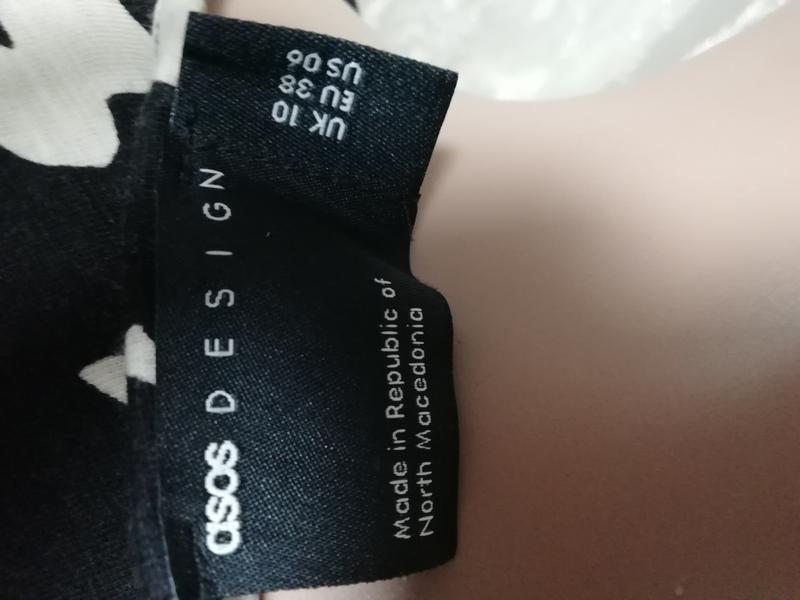 asos DESIGN
Made in Republic of
North Macedonia
UK 10
EU 38
US 06